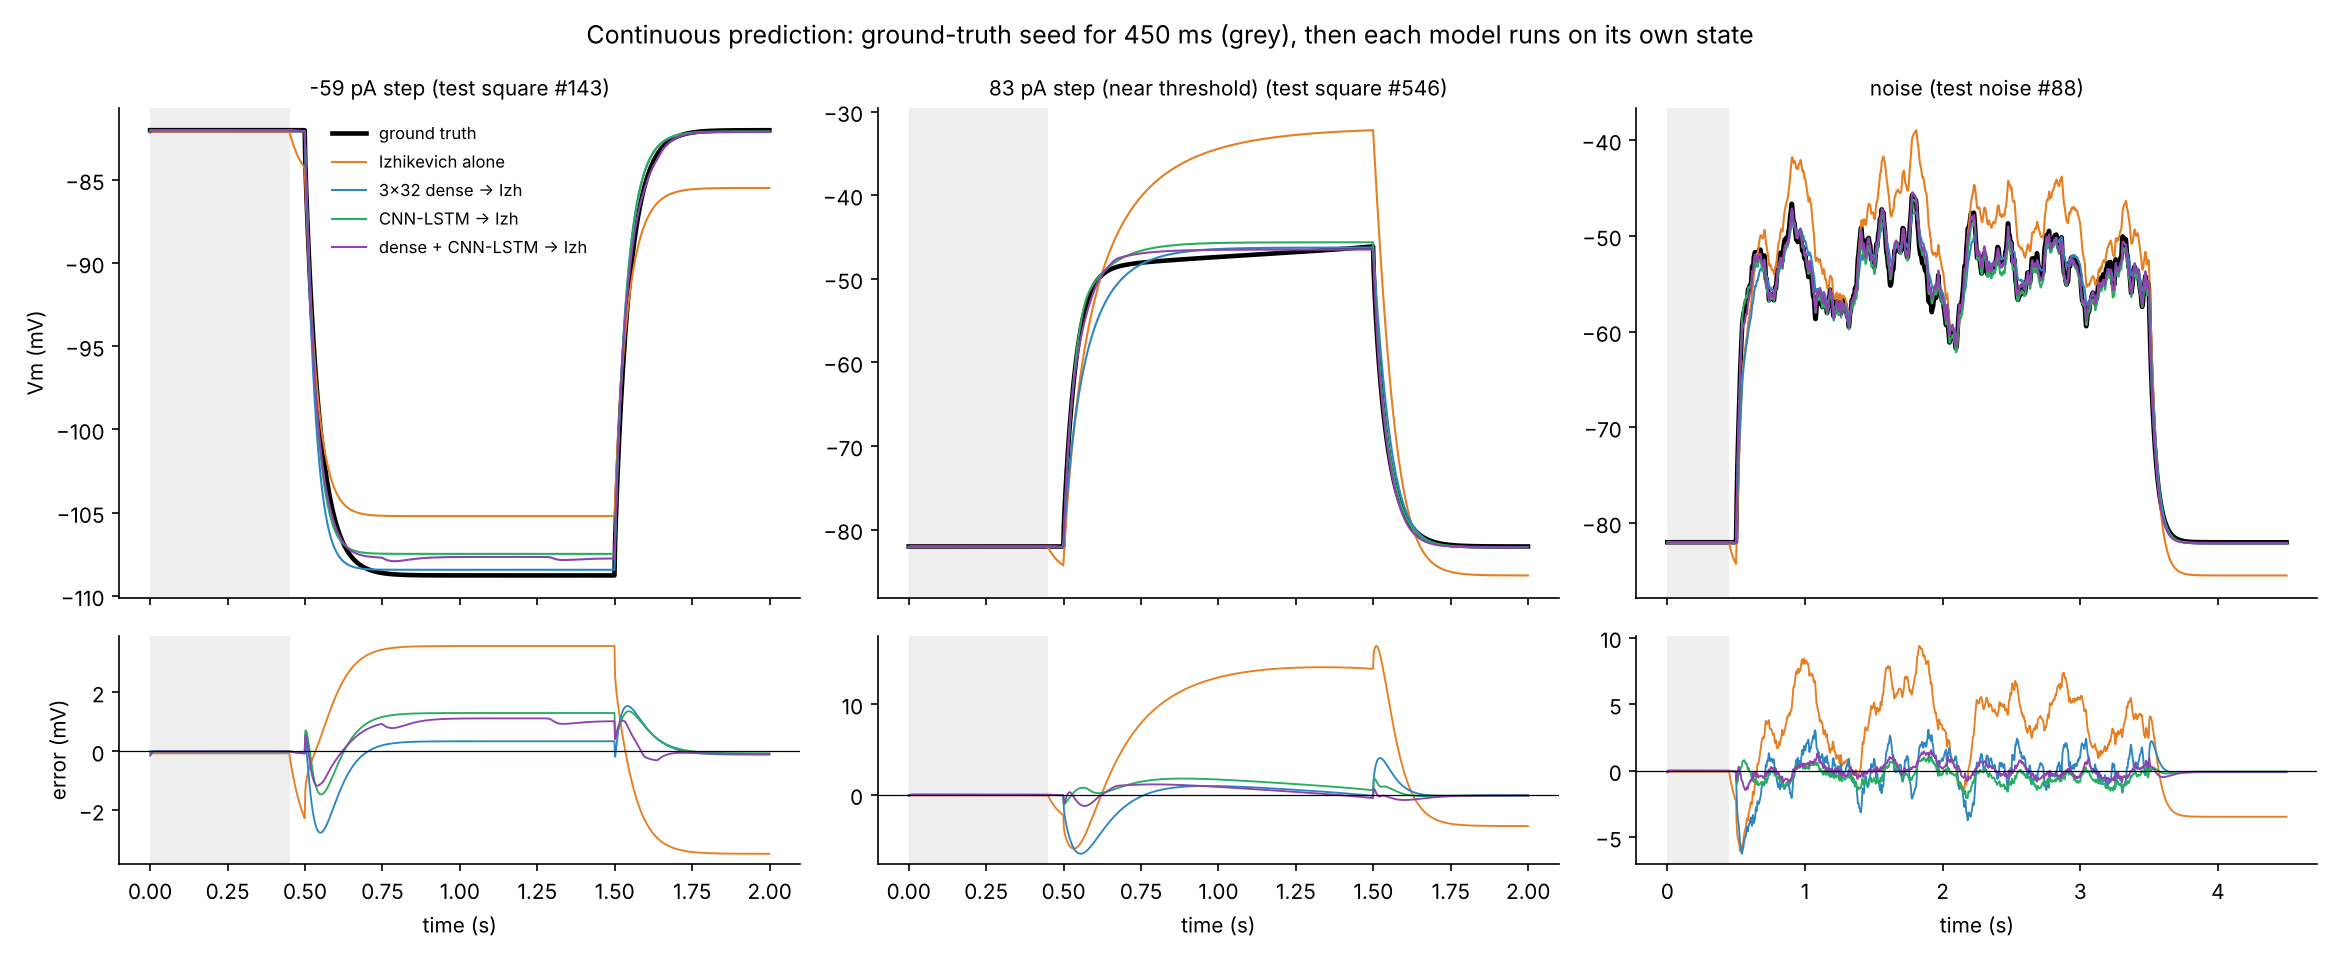 Continuous prediction: ground-truth seed for 450 ms (grey), then each model runs on its own state
-59 pA step (test square #143)
83 pA step (near threshold) (test square #546)
noise (test noise #88)
ground truth
Izhikevich alone
3×32 dense → Izh
CNN-LSTM → Izh
dense + CNN-LSTM → Izh
Vm (mV)
−85
−90
−95
−100
−105
−110
−30
−40
−50
−60
−70
−80
−40
−50
−60
−70
−80
error (mV)
2
0
−2
10
0
10
5
0
−5
0.00 0.25 0.50 0.75 1.00 1.25 1.50 1.75 2.00
0.00 0.25 0.50 0.75 1.00 1.25 1.50 1.75 2.00
0 1 2 3 4
time (s)
time (s)
time (s)